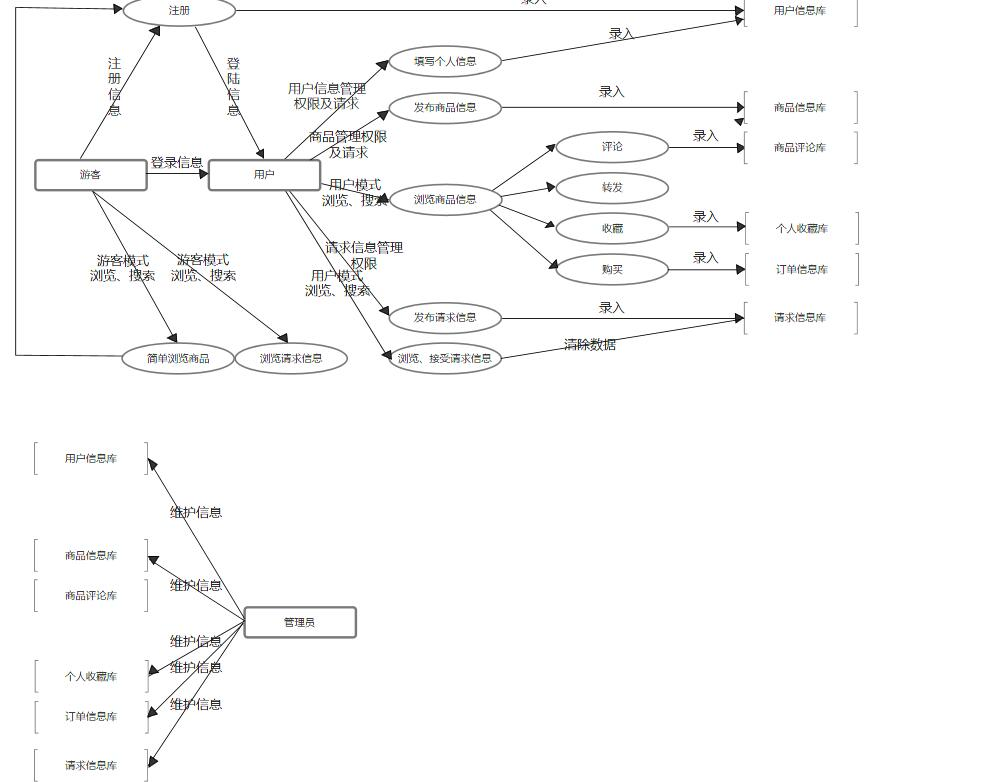 录入
注册
用户信息库
录入
填写个人信息
注
册
信
息
登
陆
信
息
用户信息管理
权限及请求
录入
发布商品信息
商品信息库
商品管理权限
及请求
录入
评论
商品评论库
登录信息
游客
用户
用户模式
浏览、搜索
浏览商品信息
转发
录入
收藏
个人收藏库
请求信息管理
权限
录入
购买
订单信息库
游客模式
浏览、搜索
游客模式
浏览、搜索
用户模式
浏览、搜索
录入
发布请求信息
请求信息库
清除数据
简单浏览商品
浏览请求信息
浏览、接受请求信息
用户信息库
维护信息
商品信息库
维护信息
商品评论库
管理员
维护信息
维护信息
个人收藏库
维护信息
订单信息库
请求信息库